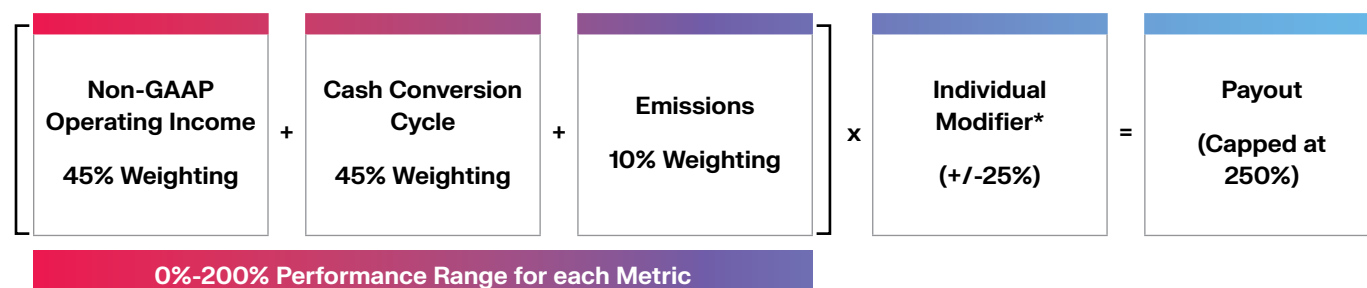 Non-GAAP
Operating Income
45% Weighting
+
Cash Conversion
Cycle
45% Weighting
+
Emissions
10% Weighting
x
Individual
Modifier*
(+/-25%)
=
Payout
(Capped at
250%)
0%-200% Performance Range for each Metric